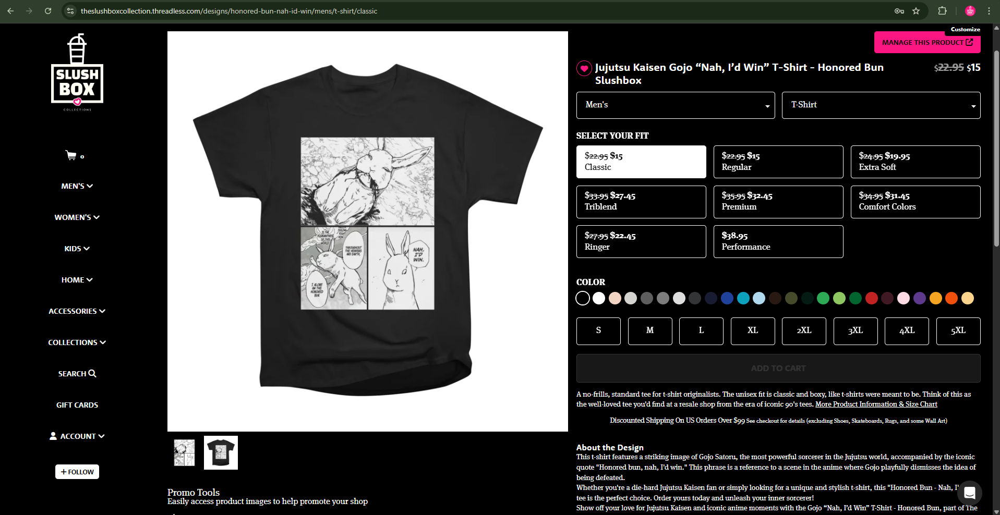 theslushboxcollection.threadless.com/designs/honored-bun-nah-id-win/mens/t-shirt/classic
SLUSH
BOX
COLLECTIONS
0
MEN'S
WOMEN'S
KIDS
HOME
ACCESSORIES
COLLECTIONS
SEARCH
GIFT CARDS
ACCOUNT
+ FOLLOW
IS THE
PLEASANTNESS
OF THIS
WORLD
FEELING
RIGHT
NOW
THROUGHOUT
THE HEAVENS
AND EARTH,
I ALONE
AM THE
HONORED
BUN
NAH,
I'D
WIN.
Promo Tools
Easily access product images to help promote your shop
Customize
MANAGE THIS PRODUCT
Jujutsu Kaisen Gojo “Nah, I’d Win” T-Shirt - Honored Bun
Slushbox
$22.95 $15
Men's
T-Shirt
SELECT YOUR FIT
$22.95 $15
Classic
$22.95 $15
Regular
$24.95 $19.95
Extra Soft
$33.95 $27.45
Triblend
$35.95 $32.45
Premium
$34.95 $31.45
Comfort Colors
$27.95 $22.45
Ringer
$38.95
Performance
COLOR
S
M
L
XL
2XL
3XL
4XL
5XL
ADD TO CART
A no-frills, standard tee for t-shirt originalists. The unisex fit is classic and boxy, like t-shirts were meant to be. Think of this as
the well-loved tee you'd find at a resale shop from the era of iconic 90's tees. More Product Information & Size Chart
Discounted Shipping On US Orders Over $99 See checkout for details (excluding Shoes, Skateboards, Rugs, and some Wall Art)
About the Design
This t-shirt features a striking image of Gojo Satoru, the most powerful sorcerer in the Jujutsu world, accompanied by the iconic
quote "Honored bun, nah, I'd win." This phrase is a reference to a scene in the anime where Gojo playfully dismisses the idea of
being defeated.
Whether you're a die-hard Jujutsu Kaisen fan or simply looking for a unique and stylish t-shirt, this "Honored Bun - Nah, I'
tee is the perfect choice. Order yours today and unleash your inner sorcerer!
Show off your love for Jujutsu Kaisen and iconic anime moments with the Gojo “Nah, I’d Win” T-Shirt - Honored Bun, part of The